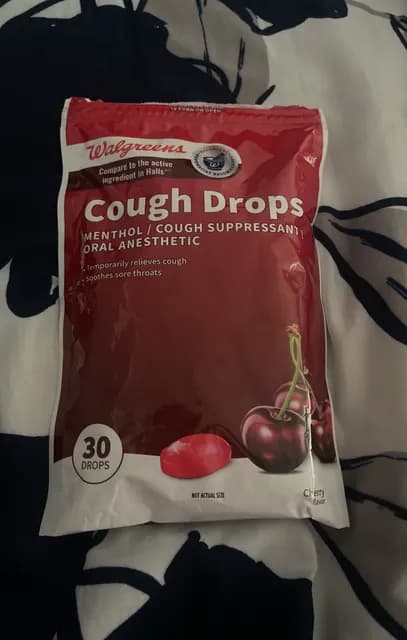 Walgreens
Compare to the active
ingredient in Halls
Cough Drops
MENTHOL / COUGH SUPPRESSANT
ORAL ANESTHETIC
• Temporarily relieves cough
• Soothes sore throats
30
DROPS
NOT ACTUAL SIZE
Cherry
flavor